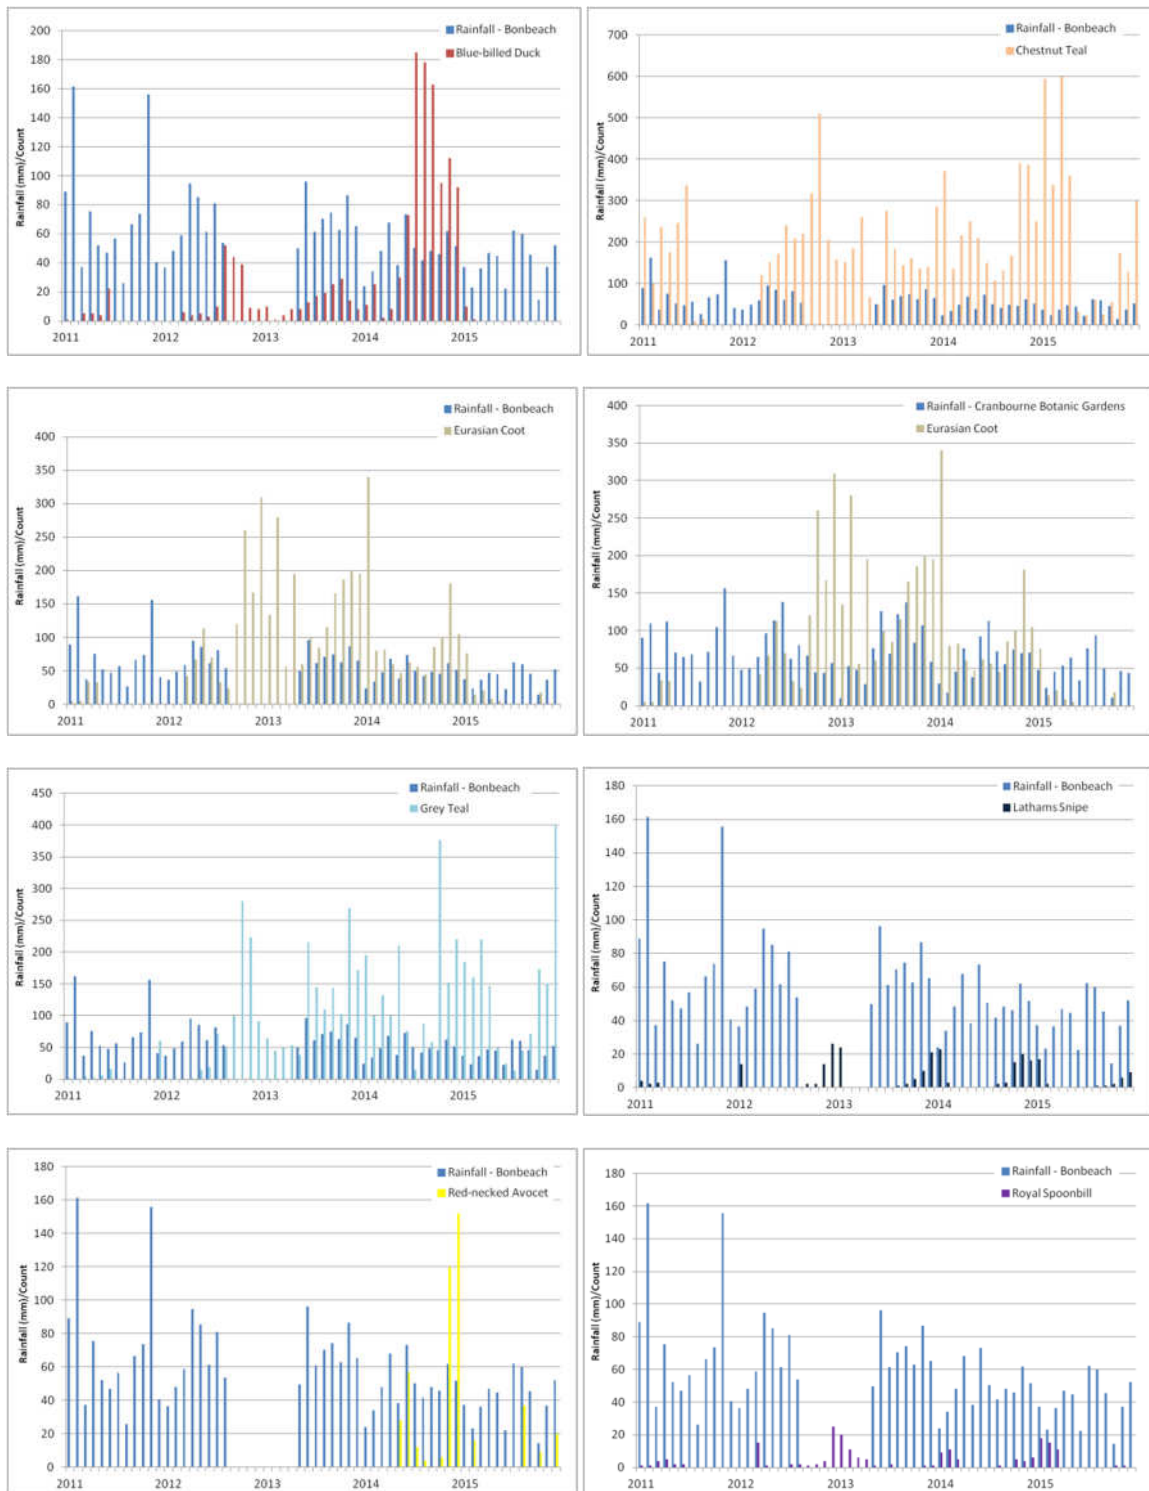 Rainfall - Bonbeach
Blue-billed Duck
Rainfall (mm)/Count
200
180
160
140
120
100
80
60
40
20
0
2011 2012 2013 2014 2015
Rainfall - Bonbeach
Chestnut Teal
Rainfall (mm)/Count
700
600
500
400
300
200
100
0
2011 2012 2013 2014 2015
Rainfall - Bonbeach
Eurasian Coot
Rainfall (mm)/Count
400
350
300
250
200
150
100
50
0
2011 2012 2013 2014 2015
Rainfall - Cranbourne Botanic Gardens
Eurasian Coot
Rainfall (mm)/Count
400
350
300
250
200
150
100
50
0
2011 2012 2013 2014 2015
Rainfall - Bonbeach
Grey Teal
Rainfall (mm)/Count
450
400
350
300
250
200
150
100
50
0
2011 2012 2013 2014 2015
Rainfall - Bonbeach
Lathams Snipe
Rainfall (mm)/Count
180
160
140
120
100
80
60
40
20
0
2011 2012 2013 2014 2015
Rainfall - Bonbeach
Red-necked Avocet
Rainfall (mm)/Count
180
160
140
120
100
80
60
40
20
0
2011 2012 2013 2014 2015
Rainfall - Bonbeach
Royal Spoonbill
Rainfall (mm)/Count
180
160
140
120
100
80
60
40
20
0
2011 2012 2013 2014 2015